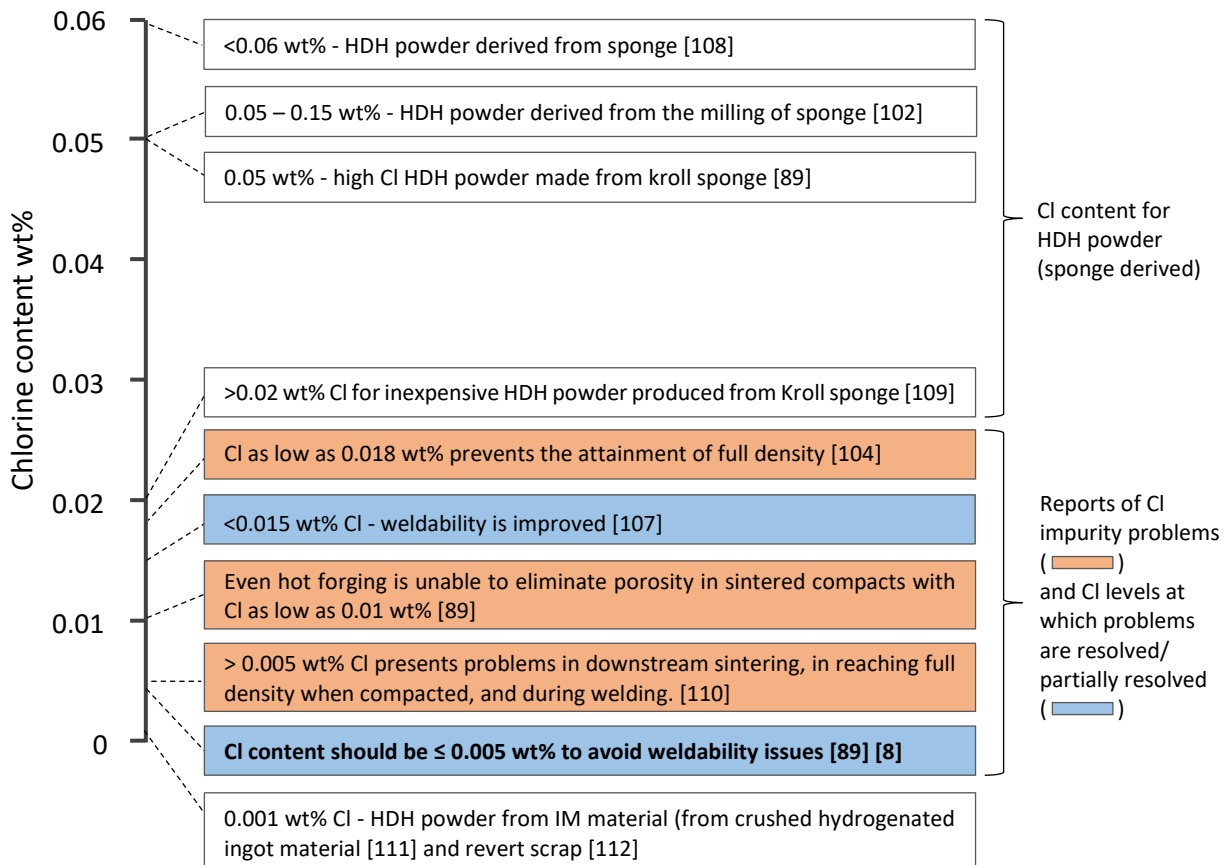 0.06
0.05
0.04
0.03
0.02
0.01
0
Chlorine content wt%
<0.06 wt% - HDH powder derived from sponge [108]
0.05 – 0.15 wt% - HDH powder derived from the milling of sponge [102]
0.05 wt% - high Cl HDH powder made from kroll sponge [89]
>0.02 wt% Cl for inexpensive HDH powder produced from Kroll sponge [109]
Cl as low as 0.018 wt% prevents the attainment of full density [104]
<0.015 wt% Cl - weldability is improved [107]
Even hot forging is unable to eliminate porosity in sintered compacts with
Cl as low as 0.01 wt% [89]
> 0.005 wt% Cl presents problems in downstream sintering, in reaching full
density when compacted, and during welding. [110]
Cl content should be ≤ 0.005 wt% to avoid weldability issues [89] [8]
0.001 wt% Cl - HDH powder from IM material (from crushed hydrogenated
ingot material [111] and revert scrap [112]
Cl content for
HDH powder
(sponge derived)
Reports of Cl
impurity problems
( )
and Cl levels at
which problems
are resolved/
partially resolved
( )